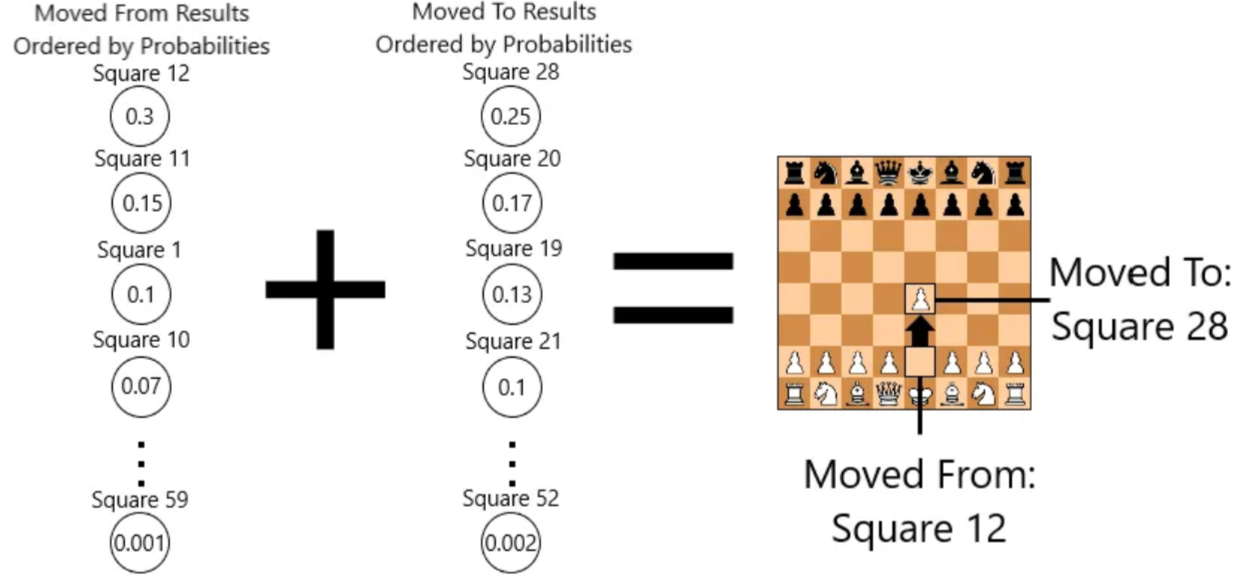 Moved From Results
Ordered by Probabilities
Square 12
0.3
Square 11
0.15
Square 1
0.1
Square 10
0.07
Square 59
0.001
Moved To Results
Ordered by Probabilities
Square 28
0.25
Square 20
0.17
Square 19
0.13
Square 21
0.1
Square 52
0.002
Moved To:
Square 28
Moved From:
Square 12